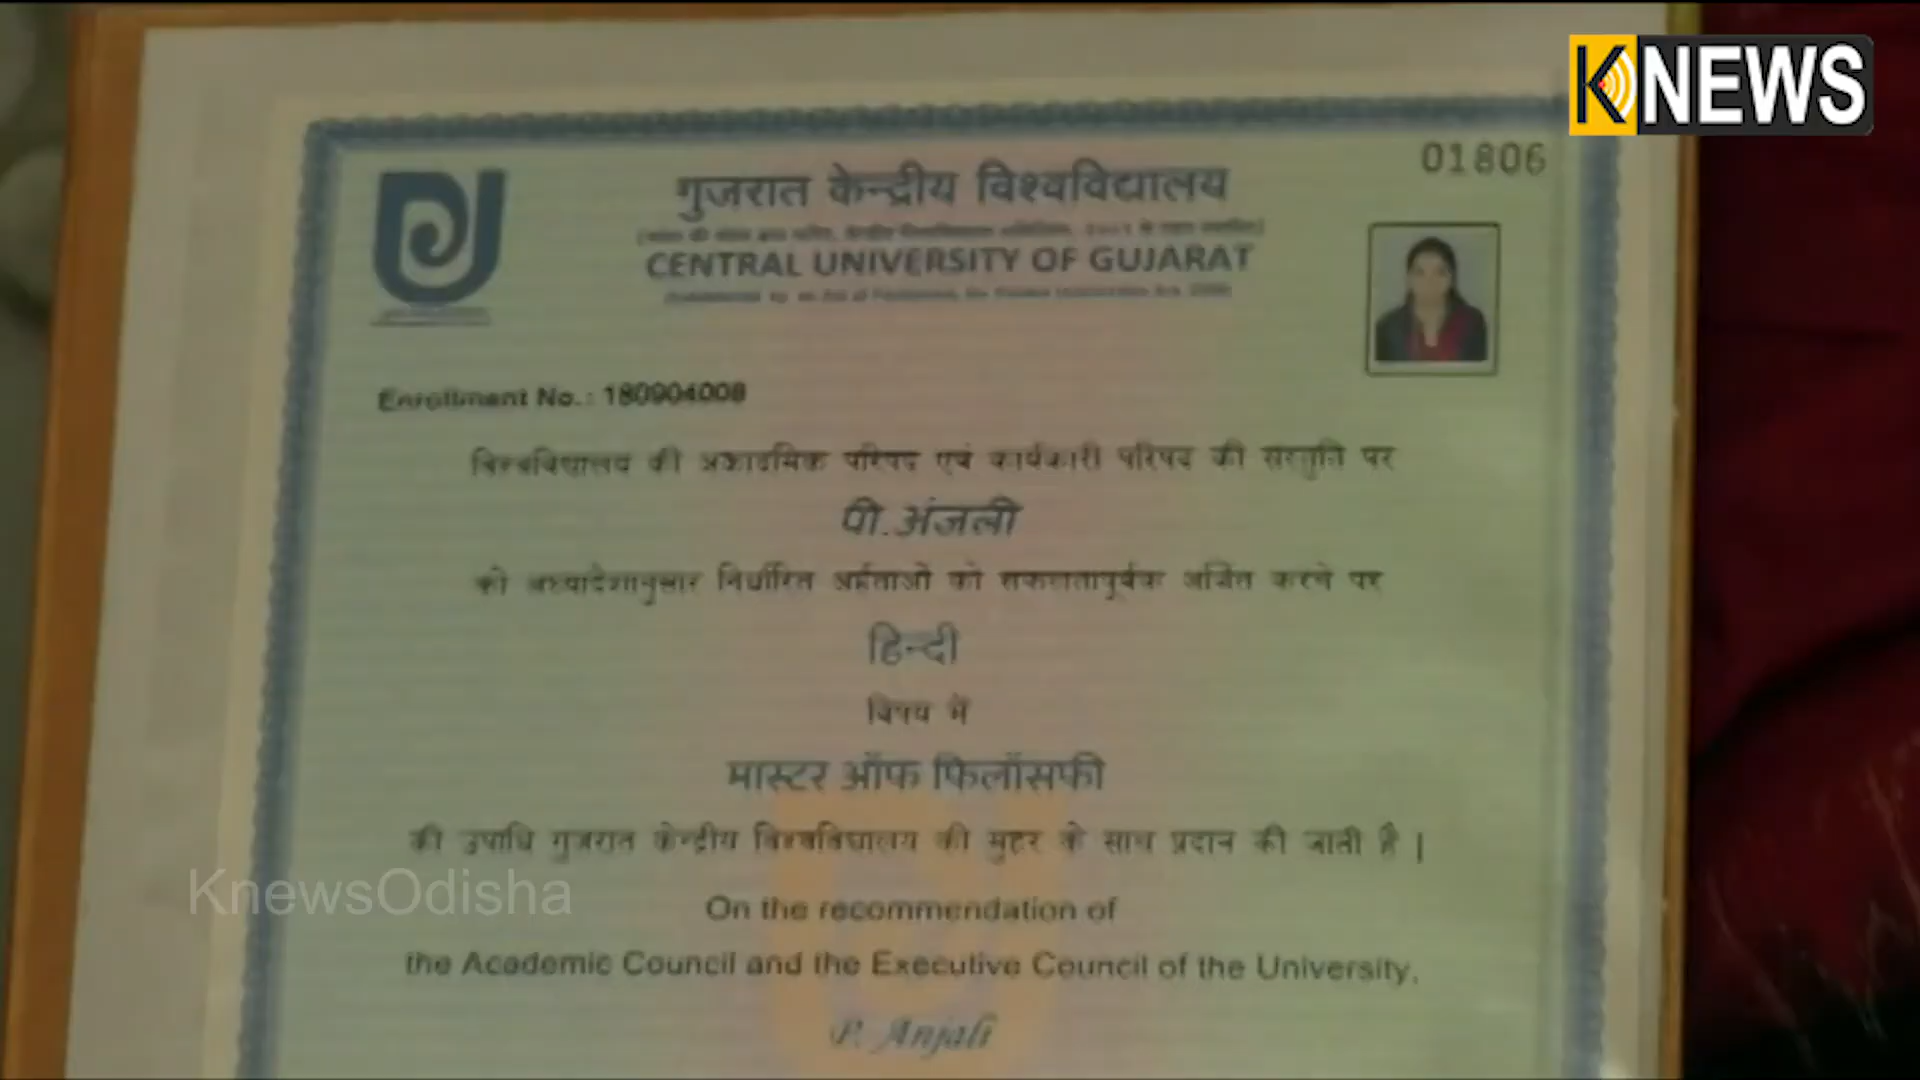 KNEWS
01806
गुजरात केन्द्रीय विश्वविद्यालय
CENTRAL UNIVERSITY OF GUJARAT
Enrollment No.: 180904008
विश्वविद्यालय की अकादमिक परिषद एवं कार्यकारी परिषद की संस्तुति पर
पी.अंजली
को अध्यादेशानुसार निर्धारित अर्हताओं को सफलतापूर्वक अर्जित करने पर
हिन्दी
विषय में
मास्टर ऑफ फिलॉसफी
की उपाधि गुजरात केन्द्रीय विश्वविद्यालय की मुहर के साथ प्रदान की जाती है |
KnewsOdisha
On the recommendation of
the Academic Council and the Executive Council of the University,
P. Anjali